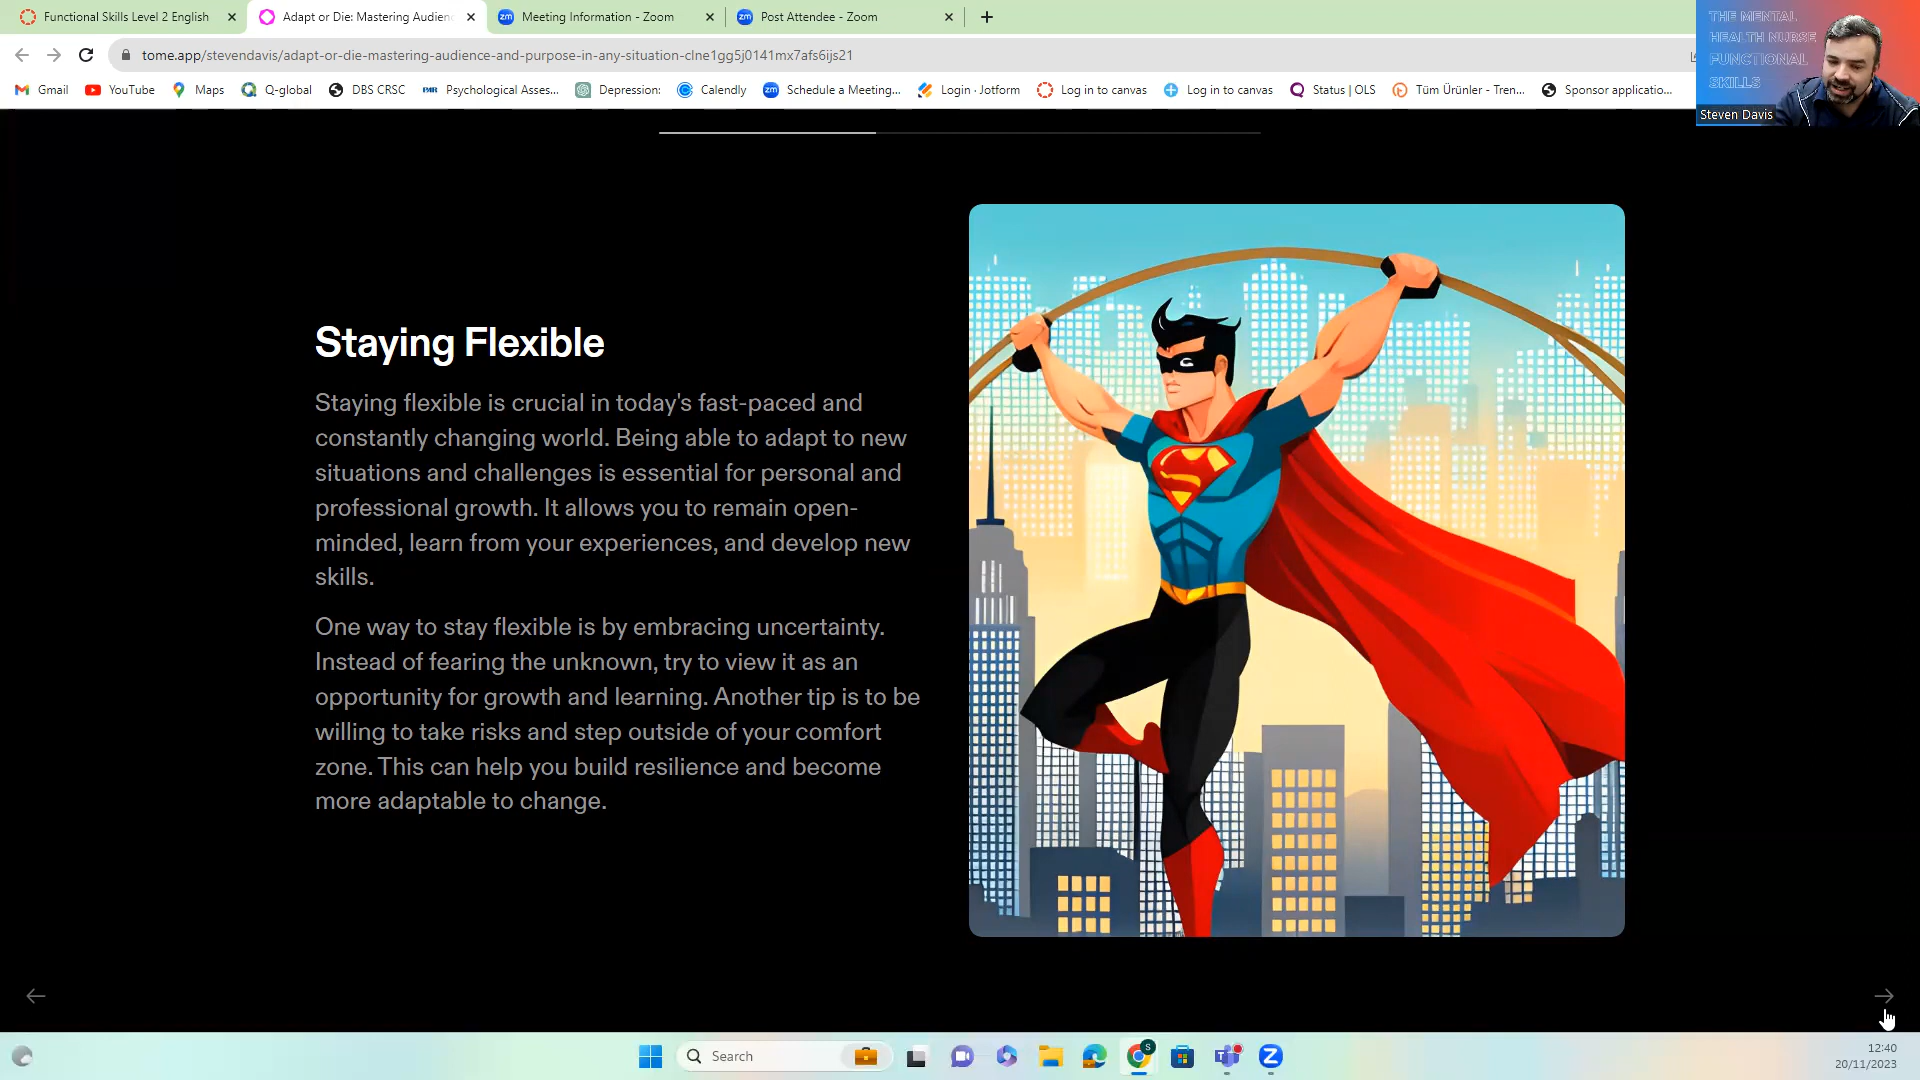 Functional Skills Level 2 English
Adapt or Die: Mastering Audien
Meeting Information - Zoom
Post Attendee - Zoom
tome.app/stevendavis/adapt-or-die-mastering-audience-and-purpose-in-any-situation-clne1gg5j0141mx7afs6ijs21
Gmail
YouTube
Maps
Q-global
DBS CRSC
Psychological Asses...
Depression:
Calendly
Schedule a Meeting...
Login · Jotform
Log in to canvas
Log in to canvas
Status | OLS
Tüm Ürünler - Tren...
Sponsor applicatio...
THE MENTAL
HEALTH NURSE
FUNCTIONAL
SKILLS
Steven Davis
Staying Flexible
Staying flexible is crucial in today's fast-paced and
constantly changing world. Being able to adapt to new
situations and challenges is essential for personal and
professional growth. It allows you to remain open-
minded, learn from your experiences, and develop new
skills.
One way to stay flexible is by embracing uncertainty.
Instead of fearing the unknown, try to view it as an
opportunity for growth and learning. Another tip is to be
willing to take risks and step outside of your comfort
zone. This can help you build resilience and become
more adaptable to change.
Search
12:40
20/11/2023